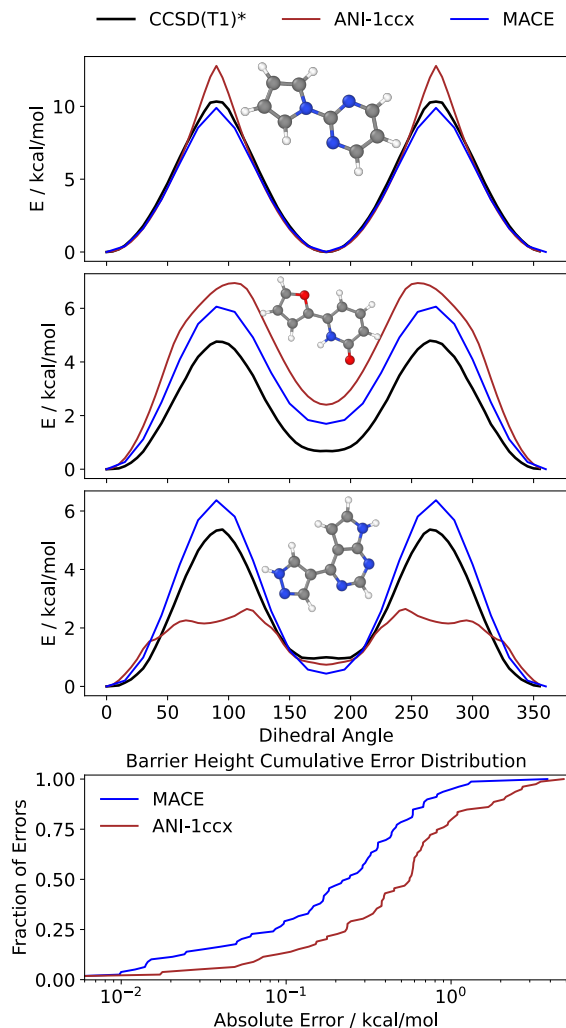 CCSD(T1)* ANI-1ccx MACE
E / kcal/mol
10
5
0
E / kcal/mol
6
4
2
0
E / kcal/mol
6
4
2
0
0 50 100 150 200 250 300 350
Dihedral Angle
Barrier Height Cumulative Error Distribution
MACE
ANI-1ccx
Fraction of Errors
1.00
0.75
0.50
0.25
0.00
10⁻² 10⁻¹ 10⁰
Absolute Error / kcal/mol